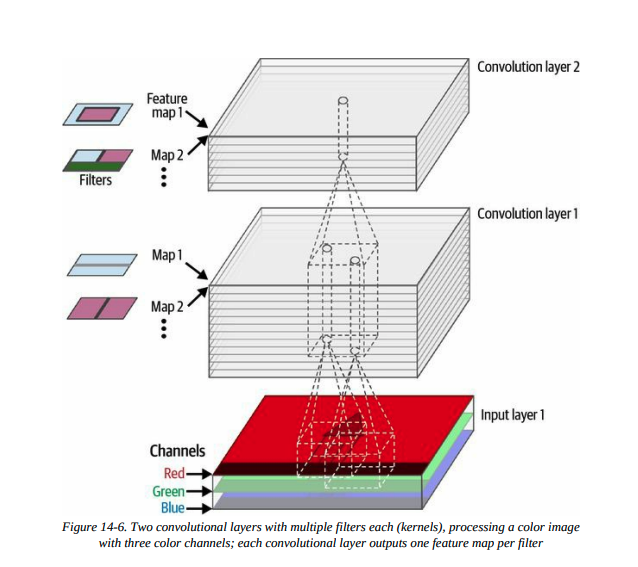 Convolution layer 2
Feature
map 1
Map 2
Filters
Convolution layer 1
Map 1
Map 2
Input layer 1
Channels
Red
Green
Blue
Figure 14-6. Two convolutional layers with multiple filters each (kernels), processing a color image
with three color channels; each convolutional layer outputs one feature map per filter